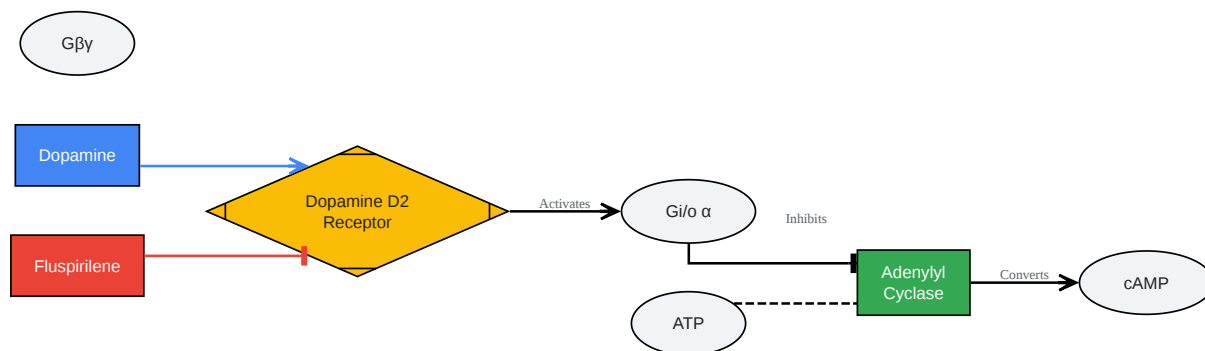 Gβγ
Dopamine
Fluspirilene
Dopamine D2
Receptor
Activates
Gi/o α
Inhibits
ATP
Adenylyl
Cyclase
Converts
cAMP